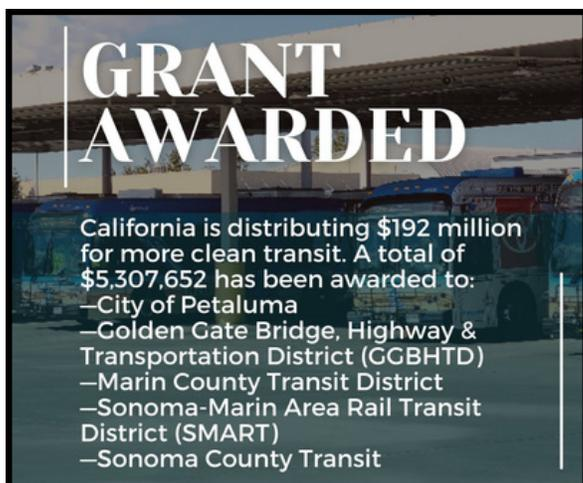 GRANT
AWARDED
California is distributing $192 million
for more clean transit. A total of
$5,307,652 has been awarded to:
—City of Petaluma
—Golden Gate Bridge, Highway &
Transportation District (GGBHTD)
—Marin County Transit District
—Sonoma-Marin Area Rail Transit
District (SMART)
—Sonoma County Transit